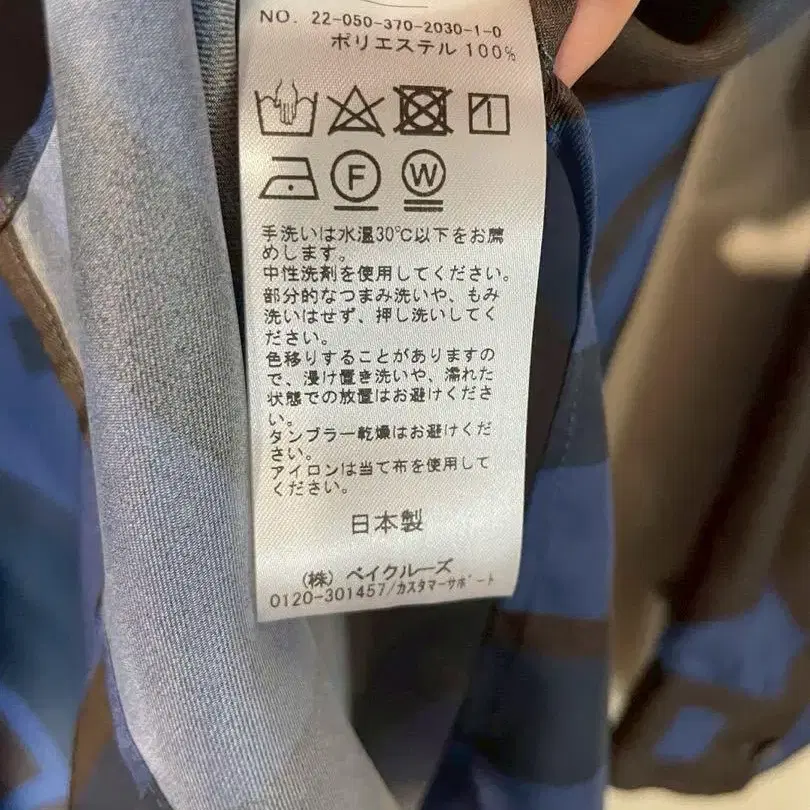 NO. 22-050-370-2030-1-0
ポリエステル 100%
F
W
手洗いは水温30℃以下をお薦
めします。
中性洗剤を使用してください。
部分的なつまみ洗いや、もみ
洗いはせず、押し洗いしてく
ださい。
色移りすることがありますの
で、浸け置き洗いや、濡れた
状態での放置はお避けくださ
い。
タンブラー乾燥はお避けくだ
さい。
アイロンは当て布を使用して
ください。
日本製
(株) ベイクルーズ
0120-301457/カスタマーサポート